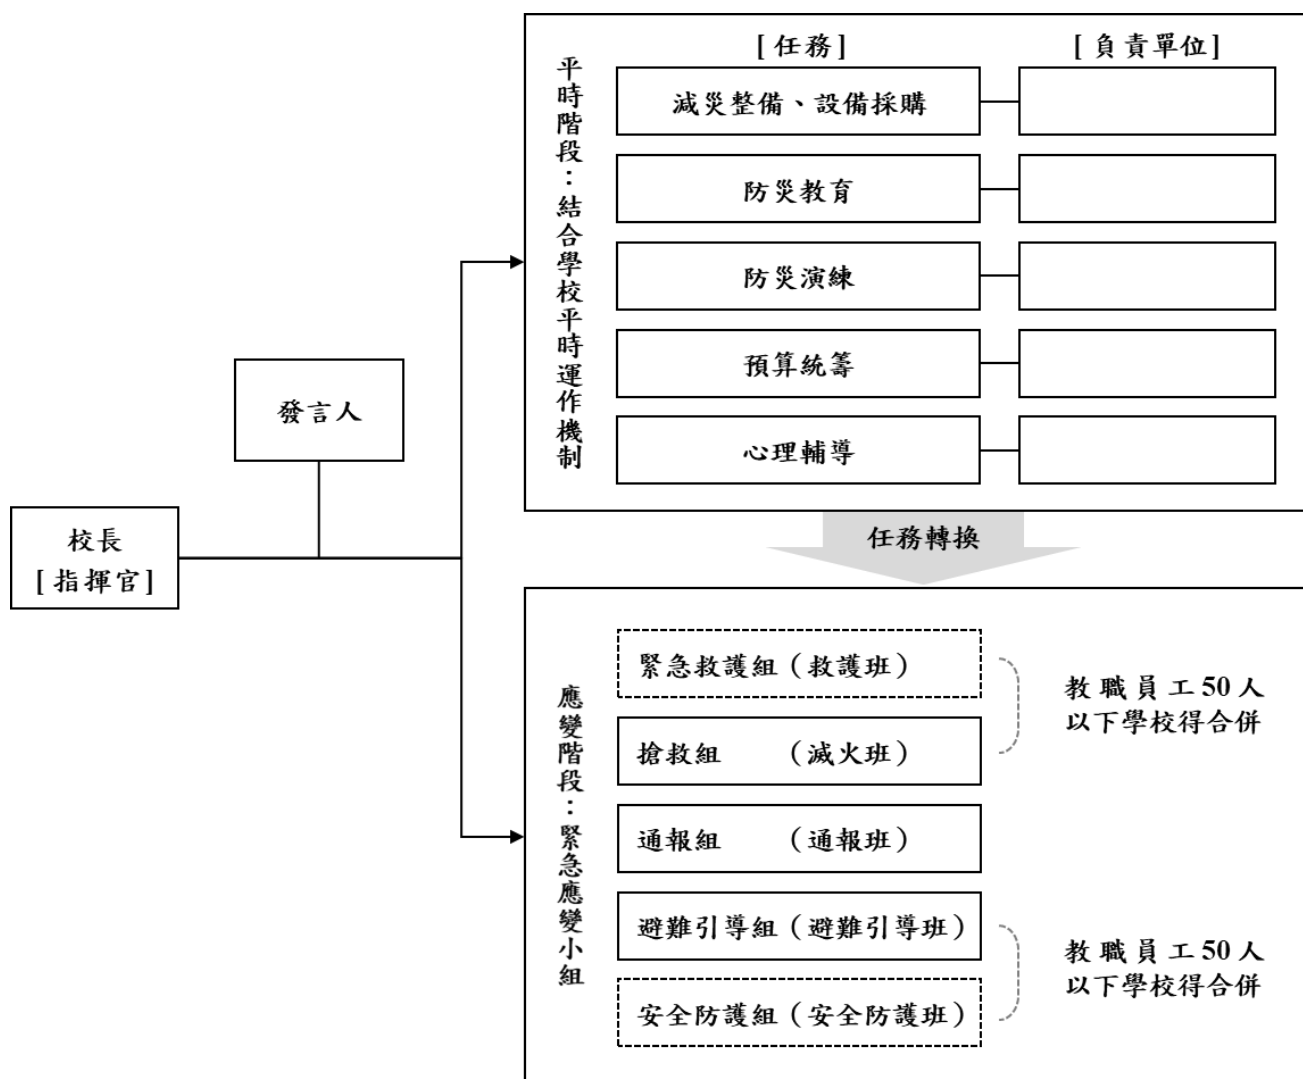 校長
[指揮官]
發言人
平時階段：結合學校平時運作機制
[任務]
[負責單位]
減災整備、設備採購
防災教育
防災演練
預算統籌
心理輔導
任務轉換
應變階段：緊急應變小組
緊急救護組（救護班）
搶救組　　（滅火班）
通報組　　（通報班）
避難引導組（避難引導班）
安全防護組（安全防護班）
教職員工50人
以下學校得合併
教職員工50人
以下學校得合併